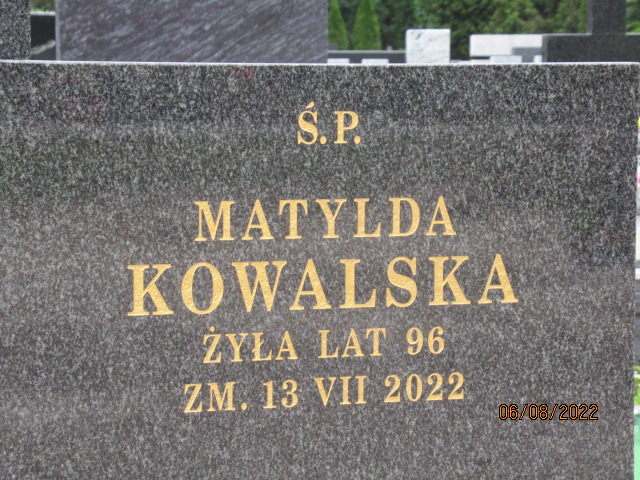 Ś.P.
MATYLDA
KOWALSKA
ŻYŁA LAT 96
ZM. 13 VII 2022
06/08/2022